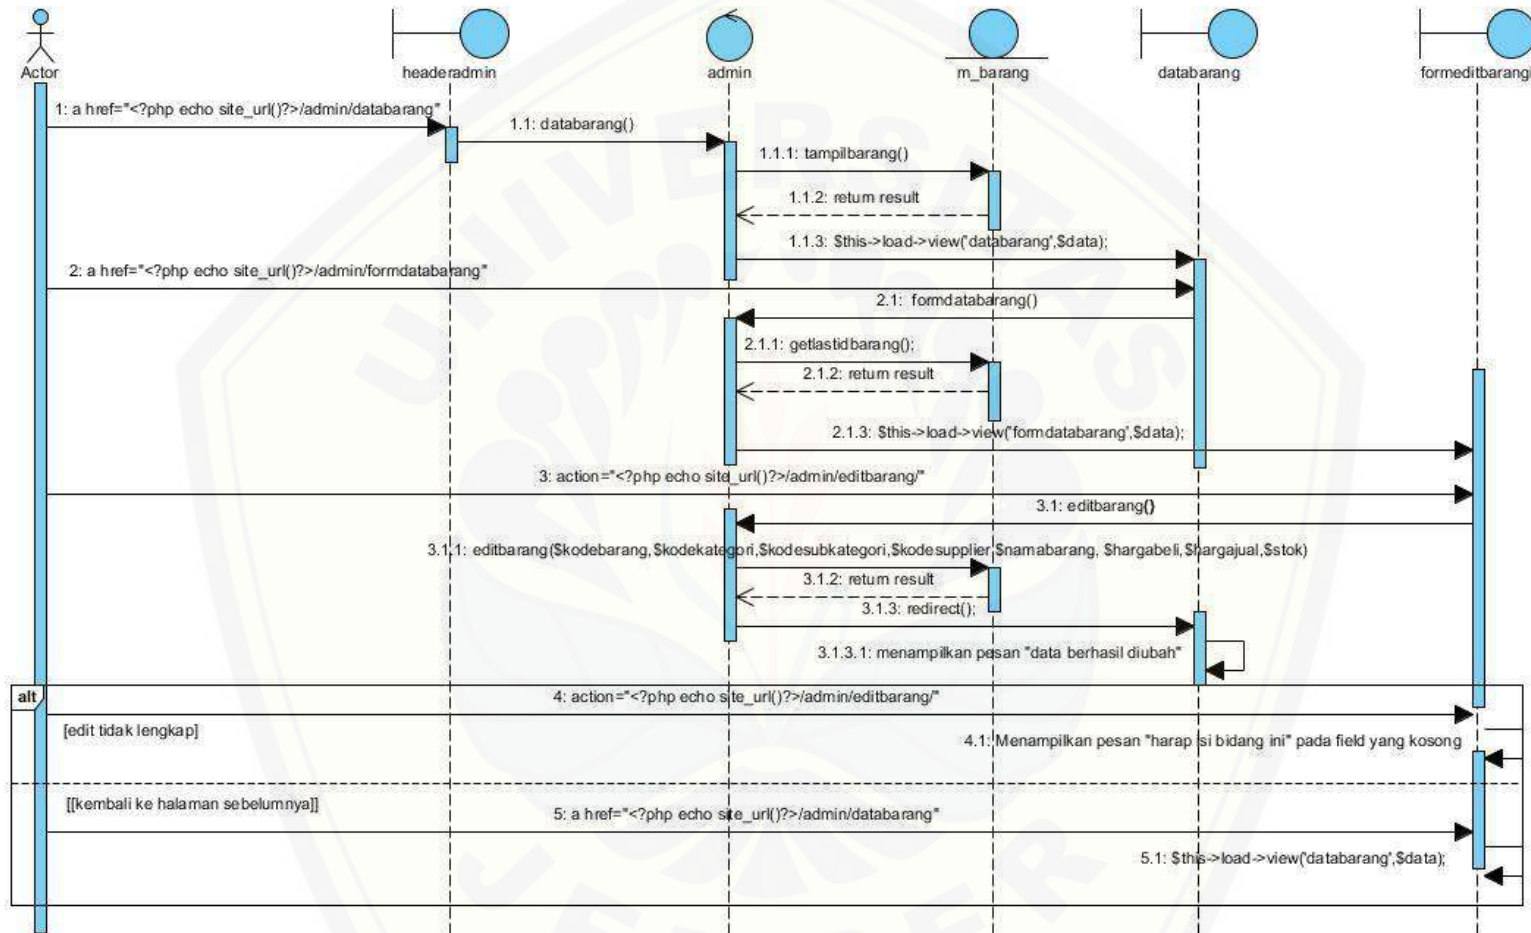 Actor
headeradmin
admin
m_barang
databarang
formeditbarangi
1: a href="<?php echo site_url()?>/admin/databarang"
1.1: databarang()
1.1.1: tampilbarang()
1.1.2: return result
1.1.3: $this->load->view('databarang',$data);
2: a href="<?php echo site_url()?>/admin/formdatabarang"
2.1: formdatabarang()
2.1.1: getlastidbarang();
2.1.2: return result
2.1.3: $this->load->view('formdatabarang',$data);
3: action="<?php echo site_url()?>/admin/editbarang/"
3.1: editbarang()
3.1.1: editbarang($kodebarang,$kodekategori,$kodesubkategori,$kodesupplier,$namabarang, $hargabeli,$hargajual,$stok)
3.1.2: return result
3.1.3: redirect();
3.1.3.1: menampilkan pesan "data berhasil diubah"
alt
4: action="<?php echo site_url()?>/admin/editbarang/"
[edit tidak lengkap]
4.1: Menampilkan pesan "harap isi bidang ini" pada field yang kosong
[[kembali ke halaman sebelumnya]]
5: a href="<?php echo site_url()?>/admin/databarang"
5.1: $this->load->view('databarang',$data);
UNIVERSITAS
JEMBER